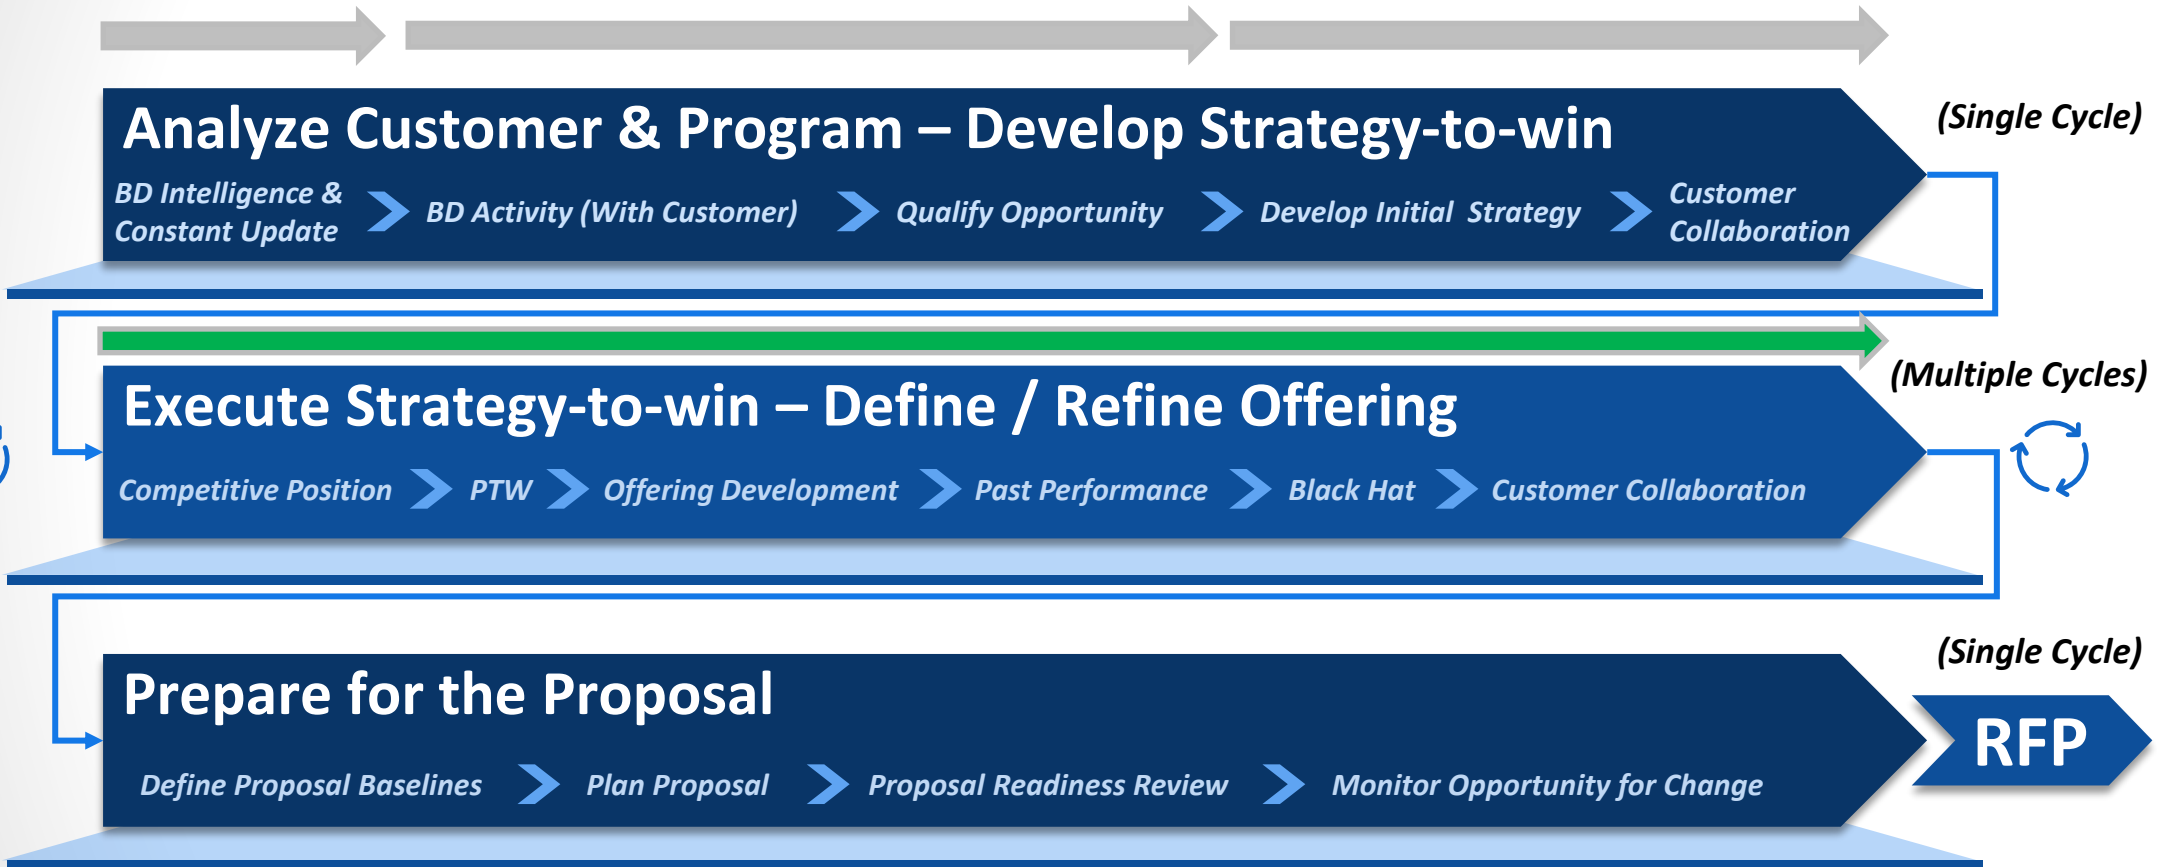 Analyze Customer & Program – Develop Strategy-to-win
(Single Cycle)
BD Intelligence &
Constant Update
BD Activity (With Customer)
Qualify Opportunity
Develop Initial Strategy
Customer
Collaboration
(Multiple Cycles)
Execute Strategy-to-win – Define / Refine Offering
Competitive Position
PTW
Offering Development
Past Performance
Black Hat
Customer Collaboration
(Single Cycle)
Prepare for the Proposal
RFP
Define Proposal Baselines
Plan Proposal
Proposal Readiness Review
Monitor Opportunity for Change